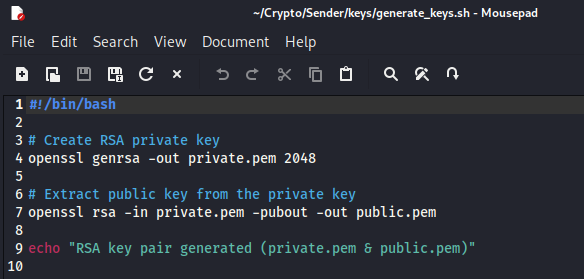 ~/Crypto/Sender/keys/generate_keys.sh - Mousepad
File Edit Search View Document Help
1 #!/bin/bash
2
3 # Create RSA private key
4 openssl genrsa -out private.pem 2048
5
6 # Extract public key from the private key
7 openssl rsa -in private.pem -pubout -out public.pem
8
9 echo "RSA key pair generated (private.pem & public.pem)"
10